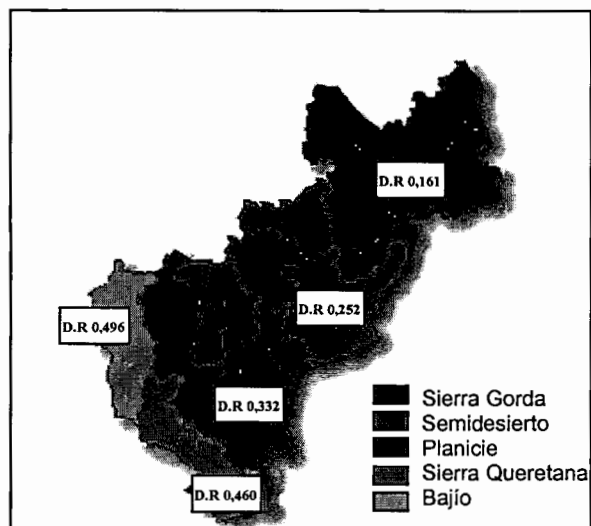 D.R 0,161
D.R 0,252
D.R 0,496
D.R 0,332
D.R 0,460
Sierra Gorda
Semidesierto
Planicie
Sierra Queretana
Bajío